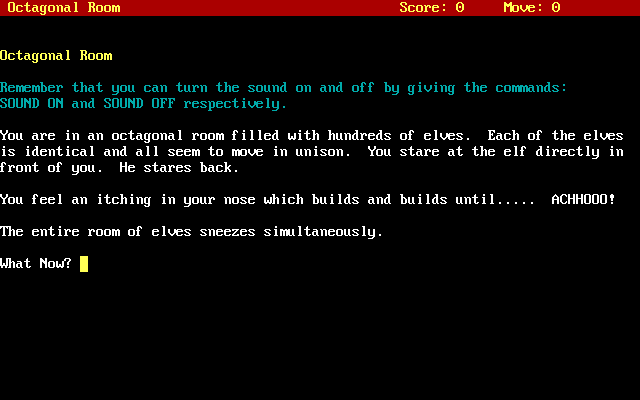 Octagonal Room Score: 0 Move: 0
Octagonal Room
Remember that you can turn the sound on and off by giving the commands:
SOUND ON and SOUND OFF respectively.
You are in an octagonal room filled with hundreds of elves. Each of the elves
is identical and all seem to move in unison. You stare at the elf directly in
front of you. He stares back.
You feel an itching in your nose which builds and builds until..... ACHHOOO!
The entire room of elves sneezes simultaneously.
What Now?